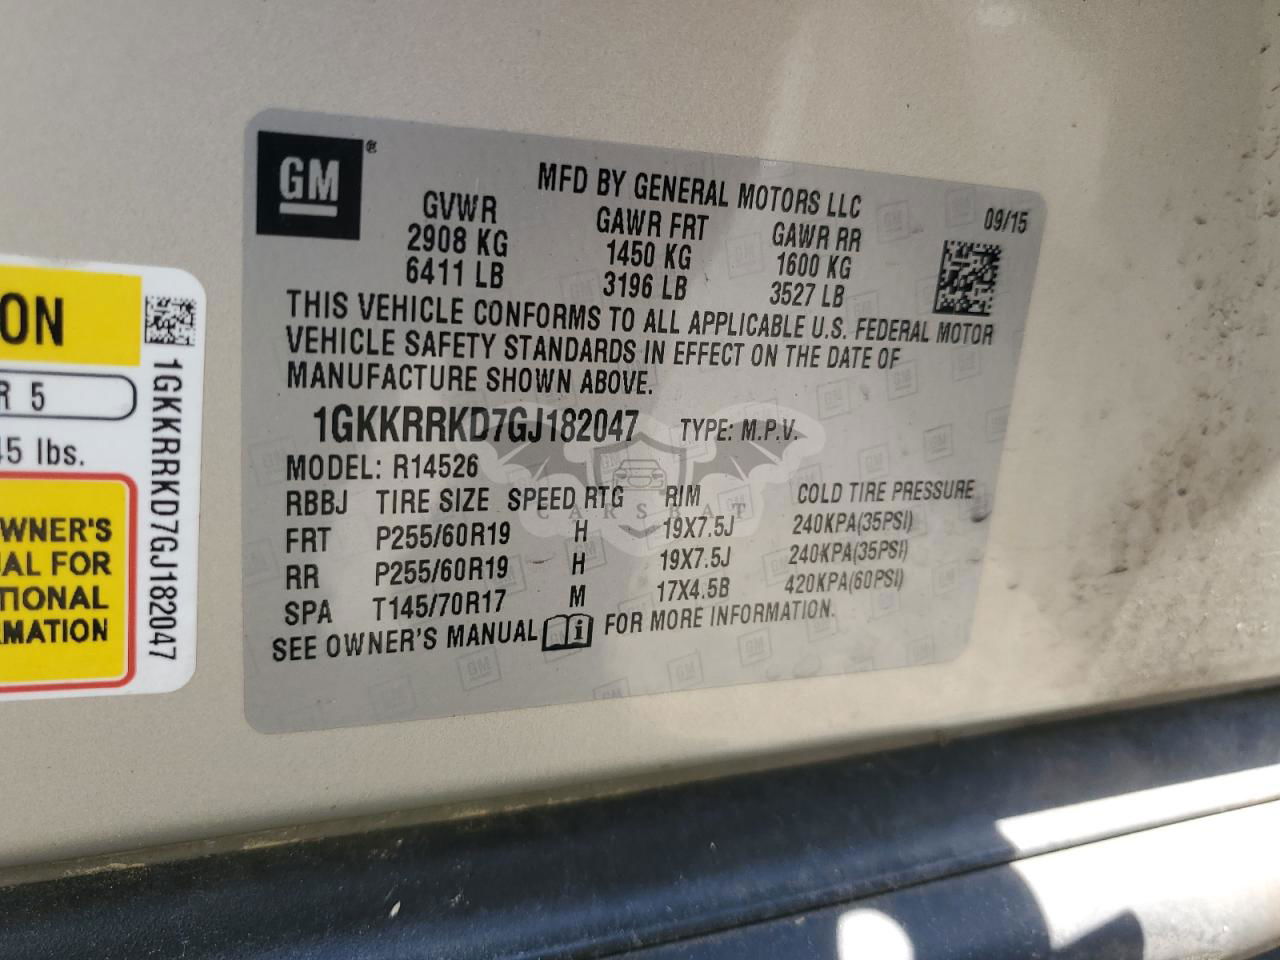 GM®
MFD BY GENERAL MOTORS LLC
09/15
GVWR GAWR FRT GAWR RR
2908 KG 1450 KG 1600 KG
6411 LB 3196 LB 3527 LB
THIS VEHICLE CONFORMS TO ALL APPLICABLE U.S. FEDERAL MOTOR
VEHICLE SAFETY STANDARDS IN EFFECT ON THE DATE OF
MANUFACTURE SHOWN ABOVE.
1GKKRRKD7GJ182047 TYPE: M.P.V.
MODEL: R14526
RBBJ TIRE SIZE SPEED RTG RIM COLD TIRE PRESSURE
FRT P255/60R19 H 19X7.5J 240KPA(35PSI)
RR P255/60R19 H 19X7.5J 240KPA(35PSI)
SPA T145/70R17 M 17X4.5B 420KPA(60PSI)
SEE OWNER'S MANUAL FOR MORE INFORMATION.
CARSBAT
ON
R 5
45 lbs.
OWNER'S
AL FOR
TIONAL
RMATION
1GKKRRKD7GJ182047